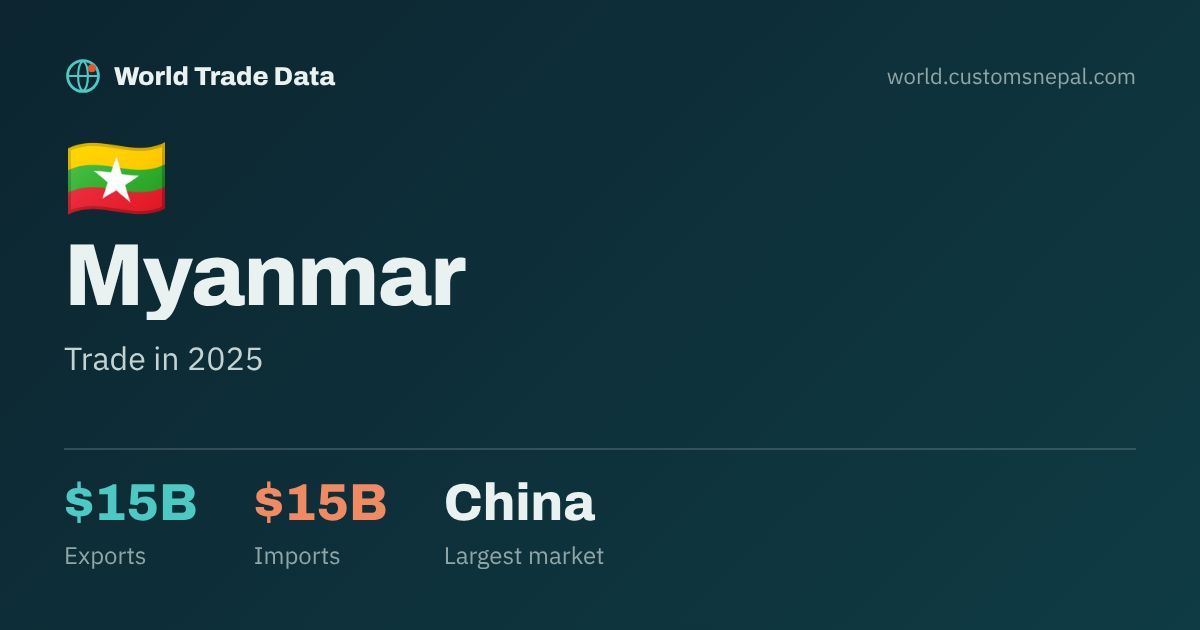 World Trade Data
world.customsnepal.com
Myanmar
Trade in 2025
$15B
$15B
China
Exports
Imports
Largest market